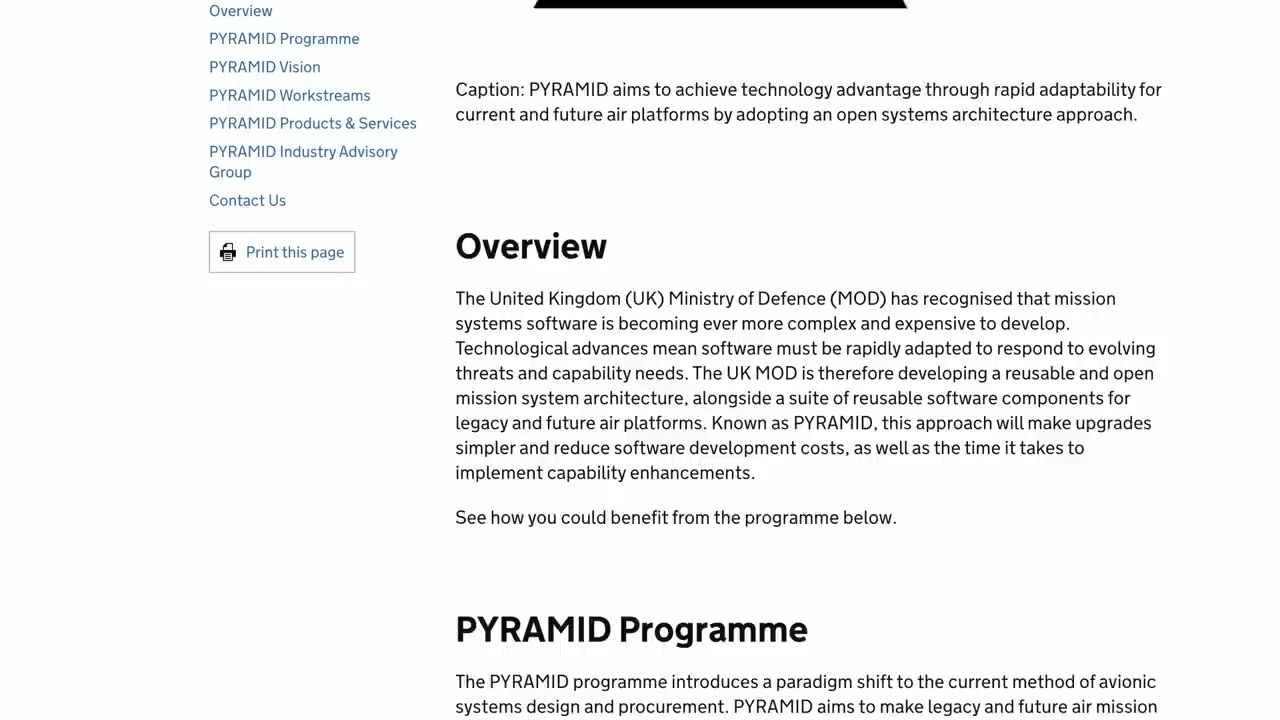 Overview
PYRAMID Programme
PYRAMID Vision
PYRAMID Workstreams
PYRAMID Products & Services
PYRAMID Industry Advisory
Group
Contact Us
Print this page
Caption: PYRAMID aims to achieve technology advantage through rapid adaptability for
current and future air platforms by adopting an open systems architecture approach.
Overview
The United Kingdom (UK) Ministry of Defence (MOD) has recognised that mission
systems software is becoming ever more complex and expensive to develop.
Technological advances mean software must be rapidly adapted to respond to evolving
threats and capability needs. The UK MOD is therefore developing a reusable and open
mission system architecture, alongside a suite of reusable software components for
legacy and future air platforms. Known as PYRAMID, this approach will make upgrades
simpler and reduce software development costs, as well as the time it takes to
implement capability enhancements.
See how you could benefit from the programme below.
PYRAMID Programme
The PYRAMID programme introduces a paradigm shift to the current method of avionic
systems design and procurement. PYRAMID aims to make legacy and future air mission